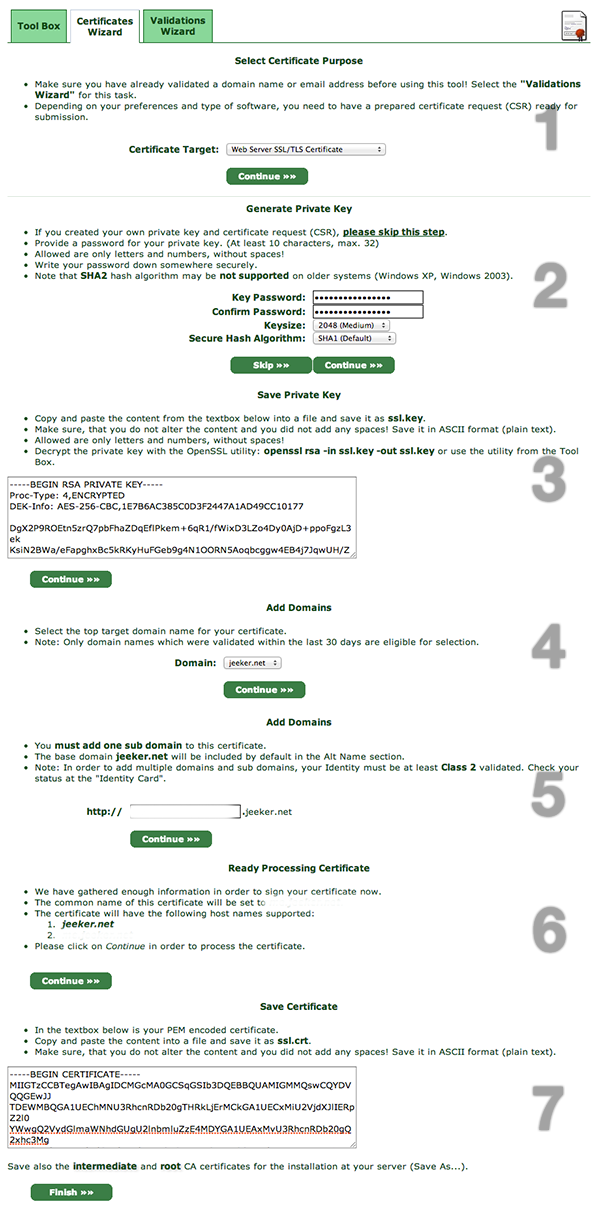 Tool Box
Certificates
Wizard
Validations
Wizard
Select Certificate Purpose
• Make sure you have already validated a domain name or email address before using this tool! Select the "Validations
Wizard" for this task.
• Depending on your preferences and type of software, you need to have a prepared certificate request (CSR) ready for
submission.
1
Certificate Target: Web Server SSL/TLS Certificate
Continue »»
Generate Private Key
• If you created your own private key and certificate request (CSR), please skip this step.
• Provide a password for your private key. (At least 10 characters, max. 32)
• Allowed are only letters and numbers, without spaces!
• Write your password down somewhere securely.
• Note that SHA2 hash algorithm may be not supported on older systems (Windows XP, Windows 2003).
2
Key Password: ••••••••••••••••
Confirm Password: ••••••••••••••••
Keysize: 2048 (Medium)
Secure Hash Algorithm: SHA1 (Default)
Skip »» Continue »»
Save Private Key
• Copy and paste the content from the textbox below into a file and save it as ssl.key.
• Make sure, that you do not alter the content and you did not add any spaces! Save it in ASCII format (plain text).
• Allowed are only letters and numbers, without spaces!
• Decrypt the private key with the OpenSSL utility: openssl rsa -in ssl.key -out ssl.key or use the utility from the Tool
Box.
3
-----BEGIN RSA PRIVATE KEY-----
Proc-Type: 4,ENCRYPTED
DEK-Info: AES-256-CBC,1E7B6AC385C0D3F2447A1AD49CC10177
DgX2P9ROEtn5zrQ7pbFhaZDqEflPkem+6qR1/fWixD3LZo4Dy0AjD+ppoFgzL3
ek
KsiN2BWa/eFapghxBc5kRKyHuFGeb9g4N1OORN5Aoqbcggw4EB4j7JqwUH/Z
Continue »»
Add Domains
• Select the top target domain name for your certificate.
• Note: Only domain names which were validated within the last 30 days are eligible for selection.
4
Domain: jeeker.net
Continue »»
Add Domains
• You must add one sub domain to this certificate.
• The base domain jeeker.net will be included by default in the Alt Name section.
• Note: In order to add multiple domains and sub domains, your Identity must be at least Class 2 validated. Check your
status at the "Identity Card".
5
http:// .jeeker.net
Continue »»
Ready Processing Certificate
• We have gathered enough information in order to sign your certificate now.
• The common name of this certificate will be set to
• The certificate will have the following host names supported:
1. jeeker.net
2.
• Please click on Continue in order to process the certificate.
6
Continue »»
Save Certificate
• In the textbox below is your PEM encoded certificate.
• Copy and paste the content into a file and save it as ssl.crt.
• Make sure, that you do not alter the content and you did not add any spaces! Save it in ASCII format (plain text).
7
-----BEGIN CERTIFICATE-----
MIIGTzCCBTegAwIBAgIDCMGcMA0GCSqGSIb3DQEBBQUAMIGMMQswCQYDV
QQGEwJJ
TDEWMBQGA1UEChMNU3RhcnRDb20gTHRkLjErMCkGA1UECxMiU2VjdXJlIERp
Z2l0
YWwgQ2VydGlmaWNhdGUgU2lnbmluZzE4MDYGA1UEAxMvU3RhcnRDb20gQ
2xhc3Mg
Save also the intermediate and root CA certificates for the installation at your server (Save As...).
Finish »»